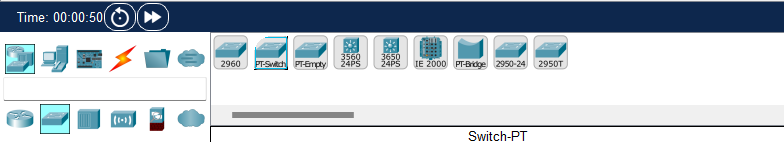 Time: 00:00:50
2960
PT-Switch
PT-Empty
3560
24PS
3650
24PS
IE 2000
PT-Bridge
2950-24
2950T
Switch-PT